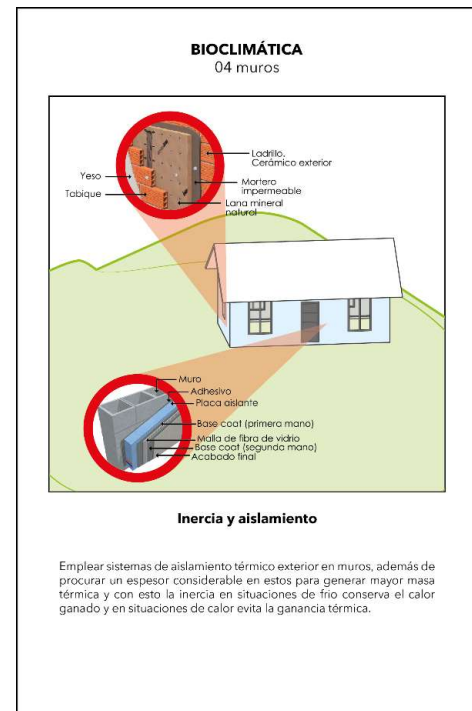 BIOCLIMÁTICA
04 muros
Ladrillo.
Cerámico exterior
Yeso
Mortero
impermeable
Tabique
Lana mineral
natural
Muro
Adhesivo
Placa aislante
Base coat (primera mano)
Malla de fibra de vidrio
Base coat (segunda mano)
Acabado final
Inercia y aislamiento
Emplear sistemas de aislamiento térmico exterior en muros, además de
procurar un espesor considerable en estos para generar mayor masa
térmica y con esto la inercia en situaciones de frio conserva el calor
ganado y en situaciones de calor evita la ganancia térmica.